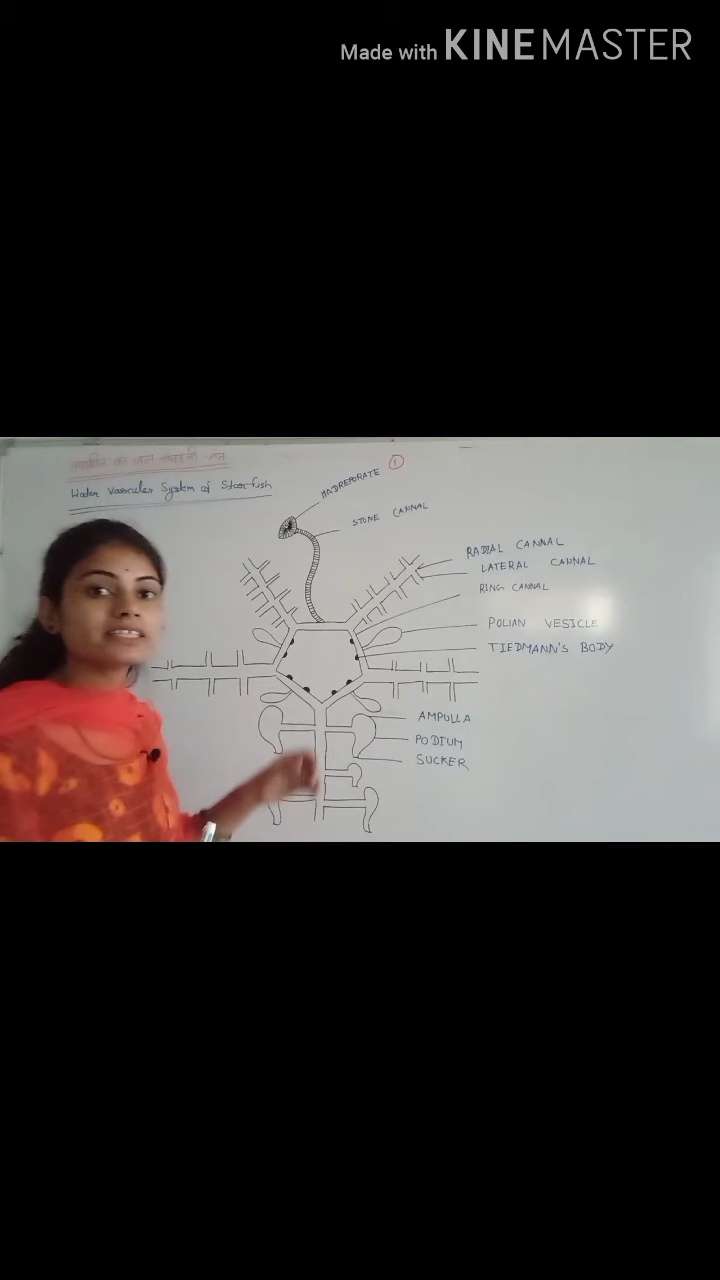 Made with KINEMASTER
Water Vascular System of Starfish
MADREPORATE 1
STONE CANNAL
RADIAL CANNAL
LATERAL CANNAL
RING CANNAL
POLIAN VESICLE
TIEDMANN'S BODY
AMPULLA
PODIUM
SUCKER